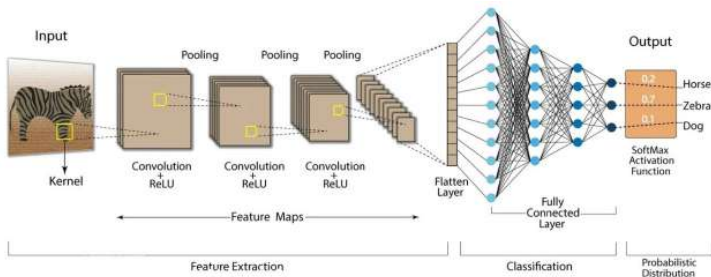 Input
Kernel
Pooling
Pooling
Pooling
Convolution
+
ReLU
Convolution
+
ReLU
Convolution
+
ReLU
Feature Maps
Flatten
Layer
Fully
Connected
Layer
Output
0.2
0.7
0.1
Horse
Zebra
Dog
SoftMax
Activation
Function
Feature Extraction
Classification
Probabilistic
Distribution